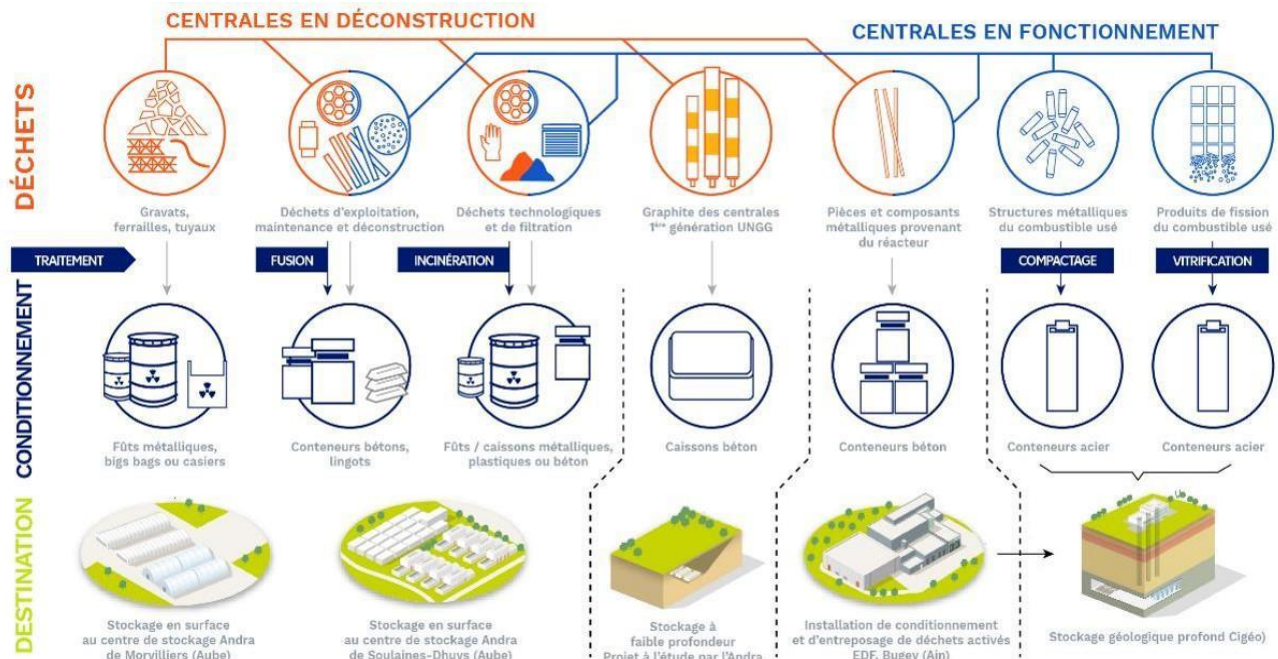 CENTRALES EN DÉCONSTRUCTION
CENTRALES EN FONCTIONNEMENT
DÉCHETS
Gravats,
ferrailles, tuyaux
Déchets d'exploitation,
maintenance et déconstruction
Déchets technologiques
et de filtration
Graphite des centrales
1ère génération UNGG
Pièces et composants
métalliques provenant
du réacteur
Structures métalliques
du combustible usé
Produits de fission
du combustible usé
TRAITEMENT
FUSION
INCINÉRATION
COMPACTAGE
VITRIFICATION
CONDITIONNEMENT
Fûts métalliques,
bigs bags ou casiers
Conteneurs bétons,
lingots
Fûts / caissons métalliques,
plastiques ou béton
Caissons béton
Conteneurs béton
Conteneurs acier
Conteneurs acier
DESTINATION
Stockage en surface
au centre de stockage Andra
de Morvilliers (Aube)
Stockage en surface
au centre de stockage Andra
de Soulaines-Dhuys (Aube)
Stockage à
faible profondeur
Projet à l'étude par l'Andra
Installation de conditionnement
et d'entreposage de déchets activés
EDF, Bugey (Ain)
Stockage géologique profond Cigéo)